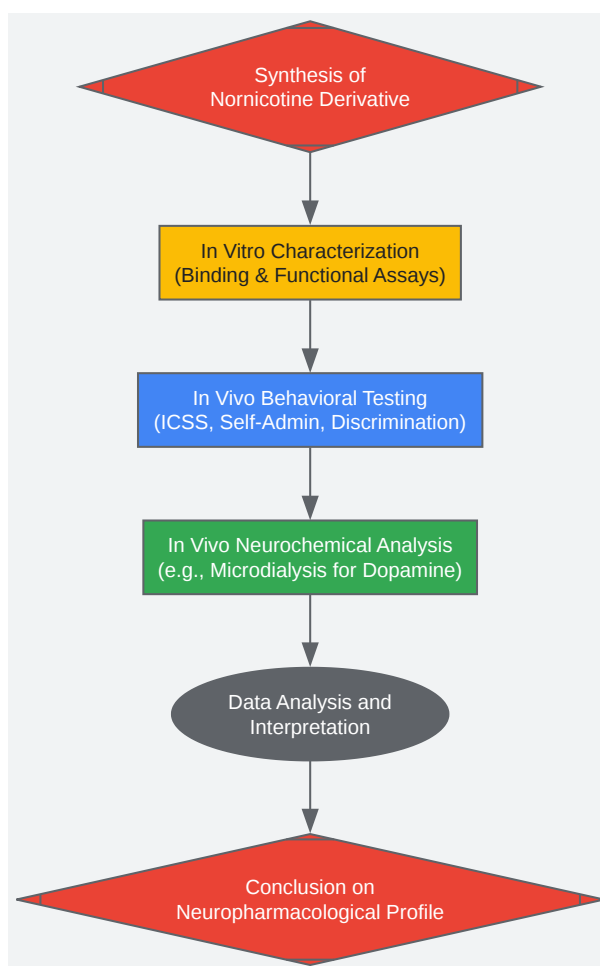 Synthesis of
Nornicotine Derivative
In Vitro Characterization
(Binding & Functional Assays)
In Vivo Behavioral Testing
(ICSS, Self-Admin, Discrimination)
In Vivo Neurochemical Analysis
(e.g., Microdialysis for Dopamine)
Data Analysis and
Interpretation
Conclusion on
Neuropharmacological Profile